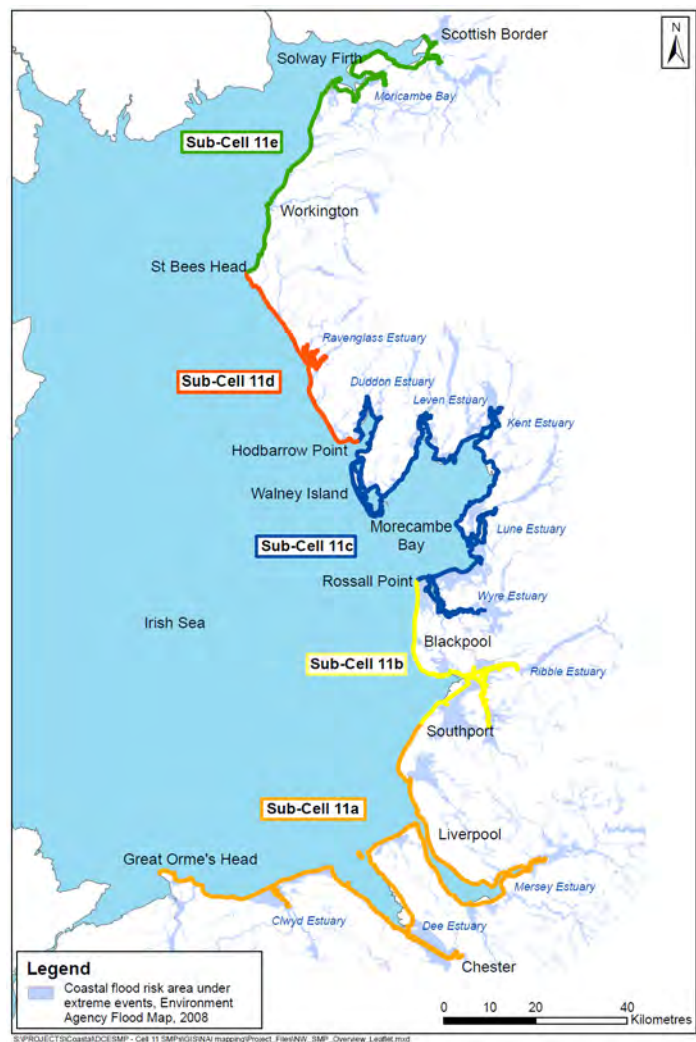 Scottish Border
N
Solway Firth
Moricambe Bay
Sub-Cell 11e
Workington
St Bees Head
Ravenglass Estuary
Sub-Cell 11d
Duddon Estuary
Leven Estuary
Kent Estuary
Hodbarrow Point
Walney Island
Morecambe
Bay
Lune Estuary
Sub-Cell 11c
Rossall Point
Wyre Estuary
Irish Sea
Blackpool
Sub-Cell 11b
Ribble Estuary
Southport
Sub-Cell 11a
Liverpool
Great Orme's Head
Mersey Estuary
Clwyd Estuary
Dee Estuary
Chester
Legend
Coastal flood risk area under
extreme events, Environment
Agency Flood Map, 2008
0 10 20 40
Kilometres